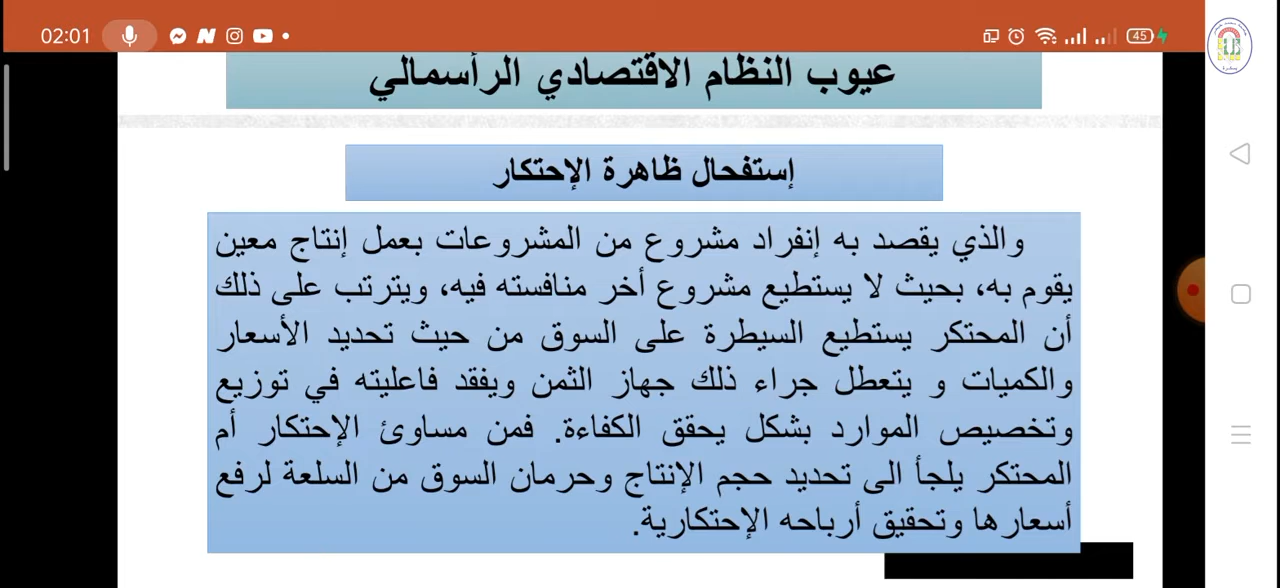 02:01
45
عيوب النظام الاقتصادي الرأسمالي
إستفحال ظاهرة الإحتكار
والذي يقصد به إنفراد مشروع من المشروعات بعمل إنتاج معين
يقوم به، بحيث لا يستطيع مشروع أخر منافسته فيه، ويترتب على ذلك
أن المحتكر يستطيع السيطرة على السوق من حيث تحديد الأسعار
والكميات و يتعطل جراء ذلك جهاز الثمن ويفقد فاعليته في توزيع
وتخصيص الموارد بشكل يحقق الكفاءة. فمن مساوئ الإحتكار أم
المحتكر يلجأ الى تحديد حجم الإنتاج وحرمان السوق من السلعة لرفع
أسعارها وتحقيق أرباحه الإحتكارية.